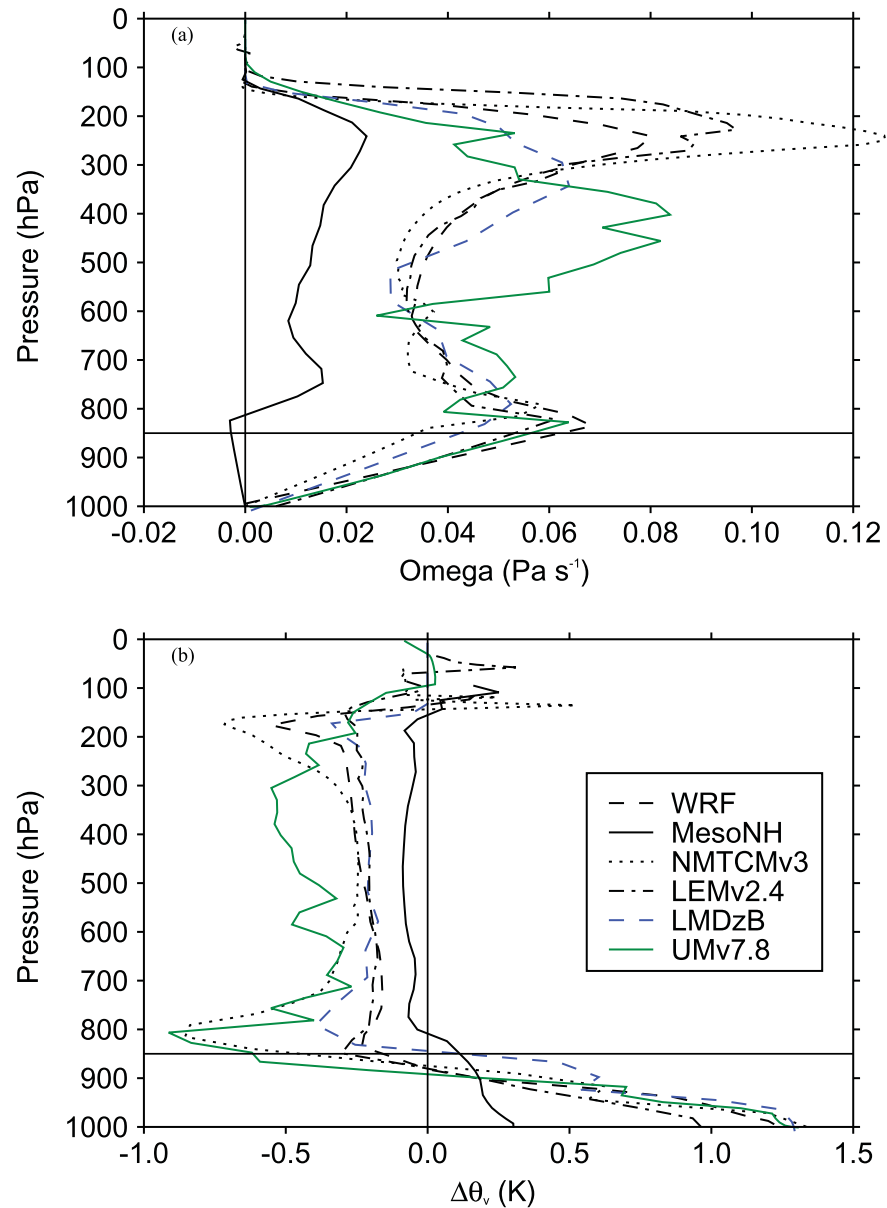 (a)
0
100
200
300
400
500
600
700
800
900
1000
Pressure (hPa)
-0.02 0.00 0.02 0.04 0.06 0.08 0.10 0.12
Omega (Pa s⁻¹)
(b)
0
100
200
300
400
500
600
700
800
900
1000
Pressure (hPa)
WRF
MesoNH
NMTCMv3
LEMv2.4
LMDzB
UMv7.8
-1.0 -0.5 0.0 0.5 1.0 1.5
Δθᵥ (K)